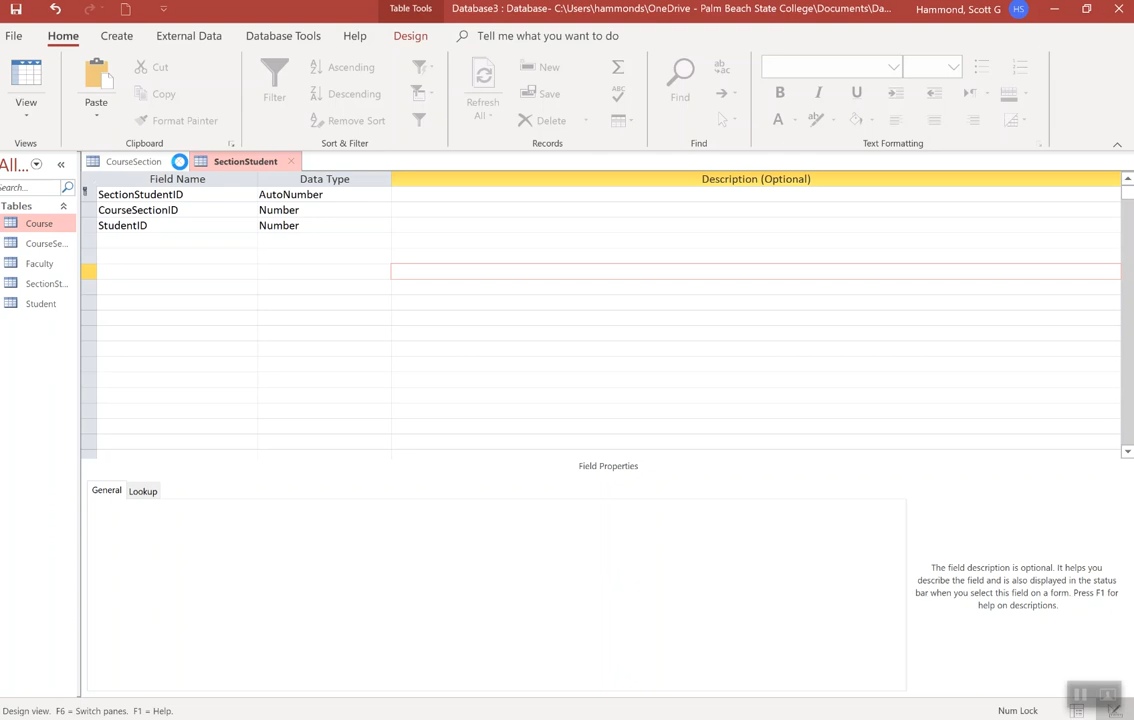 Table Tools Database3 : Database- C:\Users\hammonds\OneDrive - Palm Beach State College\Documents\Da... Hammond, Scott G HS
File Home Create External Data Database Tools Help Design Tell me what you want to do
View Paste Cut Copy Format Painter Filter Ascending Descending Remove Sort Refresh All New Save Delete Find
Views Clipboard Sort & Filter Records Find Text Formatting
All... CourseSection SectionStudent
Search... Field Name Data Type Description (Optional)
Tables SectionStudentID AutoNumber
Course CourseSectionID Number
StudentID Number
CourseSe...
Faculty
SectionSt...
Student
Field Properties
General Lookup
The field description is optional. It helps you
describe the field and is also displayed in the status
bar when you select this field on a form. Press F1 for
help on descriptions.
Design view. F6 = Switch panes. F1 = Help. Num Lock